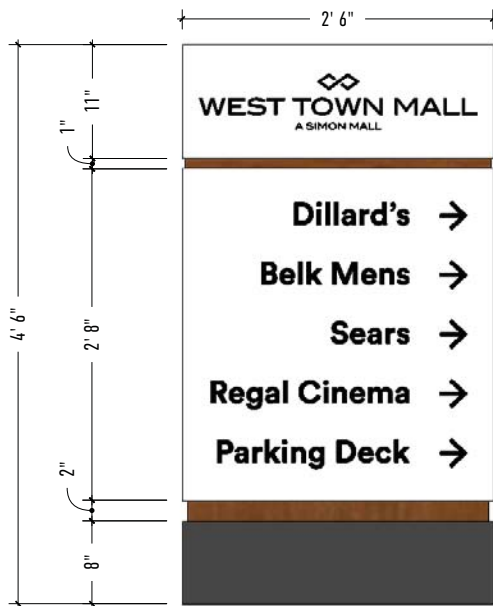 2' 6"
11"
WEST TOWN MALL
A SIMON MALL
1"
Dillard's
Belk Mens
4' 6"
2' 8"
Sears
Regal Cinema
Parking Deck
2"
8"